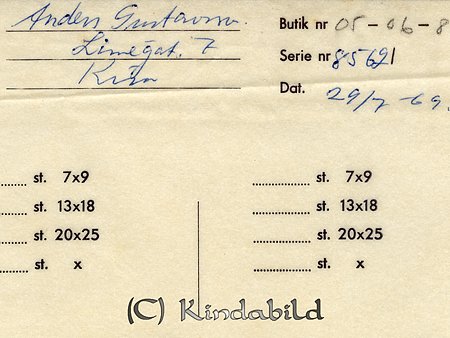 Anders Gustavsson.
Butik nr 05-06-8
Limegat. 7
Serie nr 85621
Kisa
Dat. 29/7 -69.
st. 7x9
st. 7x9
st. 13x18
st. 13x18
st. 20x25
st. 20x25
st. x
st. x
(C) Kindabild